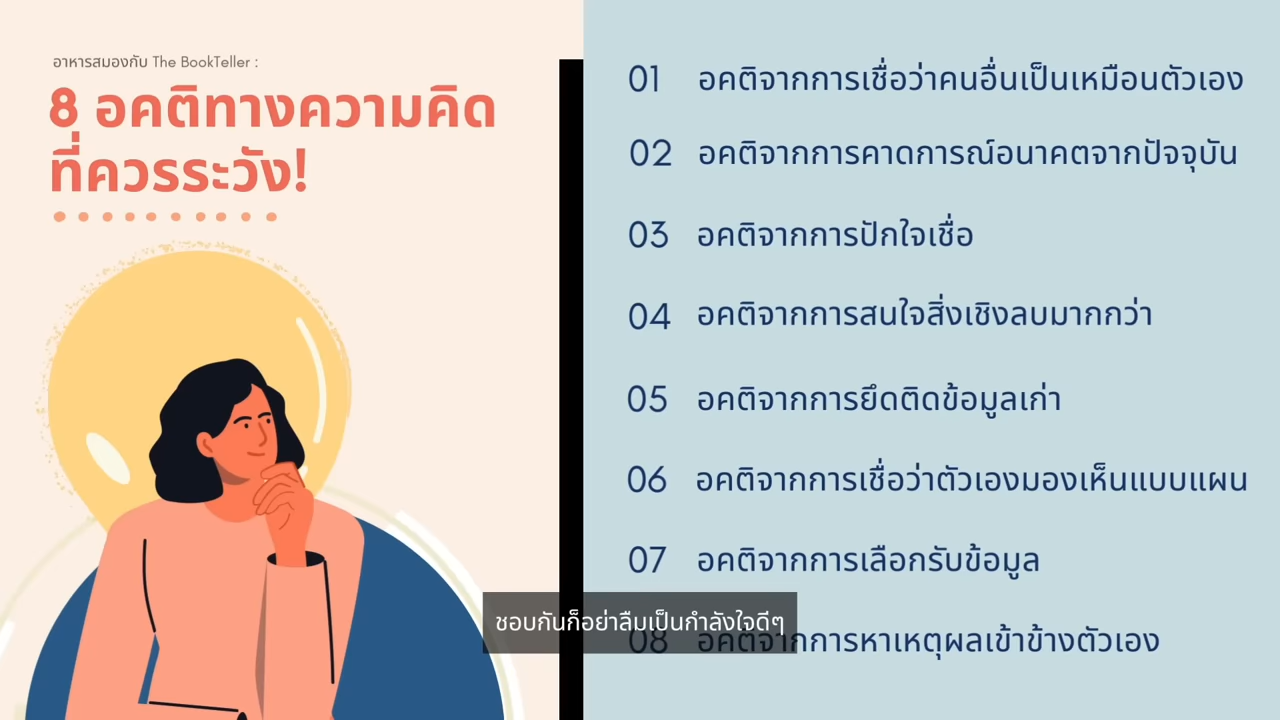 อาหารสมองกับ The BookTeller :
8 อคติทางความคิด
ที่ควรระวัง!
01 อคติจากการเชื่อว่าคนอื่นเป็นเหมือนตัวเอง
02 อคติจากการคาดการณ์อนาคตจากปัจจุบัน
03 อคติจากการปักใจเชื่อ
04 อคติจากการสนใจสิ่งเชิงลบมากกว่า
05 อคติจากการยึดติดข้อมูลเก่า
06 อคติจากการเชื่อว่าตัวเองมองเห็นแบบแผน
07 อคติจากการเลือกรับข้อมูล
08 อคติจากการหาเหตุผลเข้าข้างตัวเอง
ชอบกันก็อย่าลืมเป็นกำลังใจดีๆ